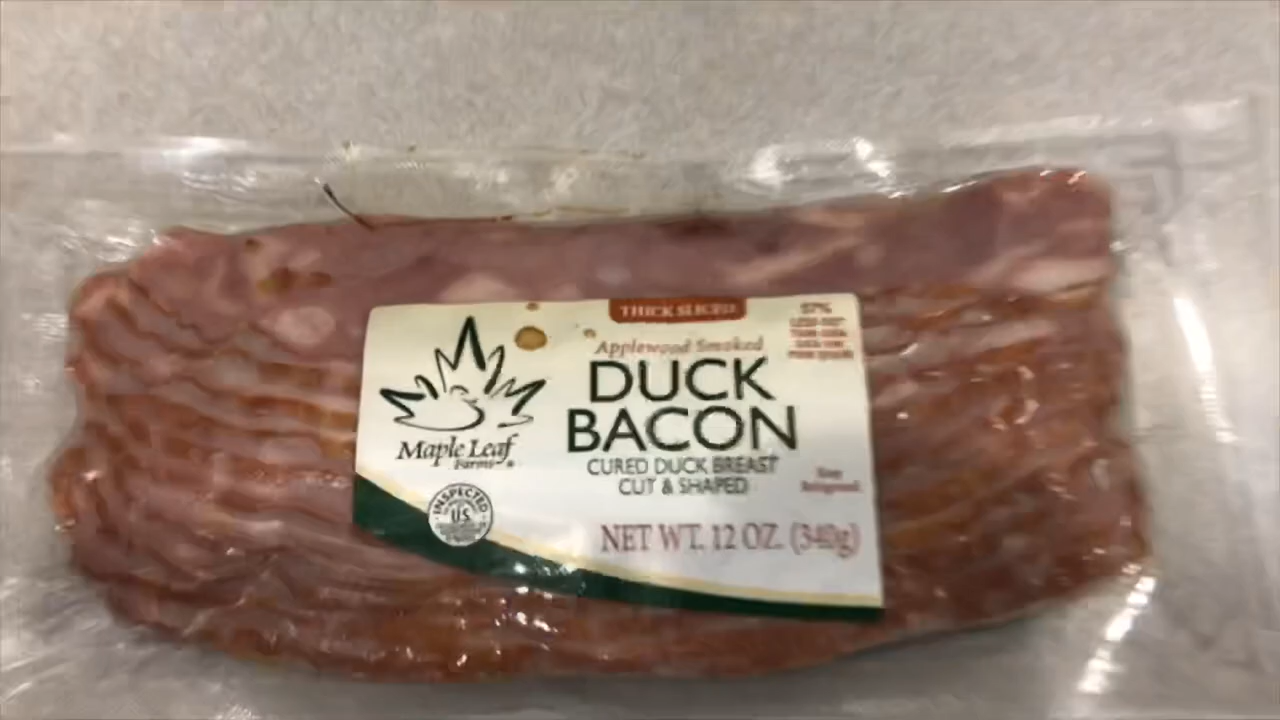 THICK SLICED
57%
Applewood Smoked
DUCK
BACON
Maple Leaf
Farms
CURED DUCK BREAST
CUT & SHAPED
INSPECTED
U.S.
NET WT. 12 OZ. (340g)